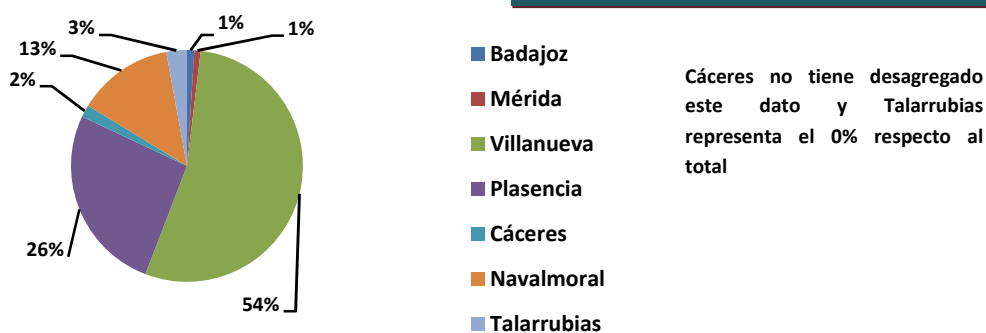 3%
1%
1%
13%
2%
26%
54%
Badajoz
Mérida
Villanueva
Plasencia
Cáceres
Navalmoral
Talarrubias
Cáceres no tiene desagregado
este dato y Talarrubias
representa el 0% respecto al
total